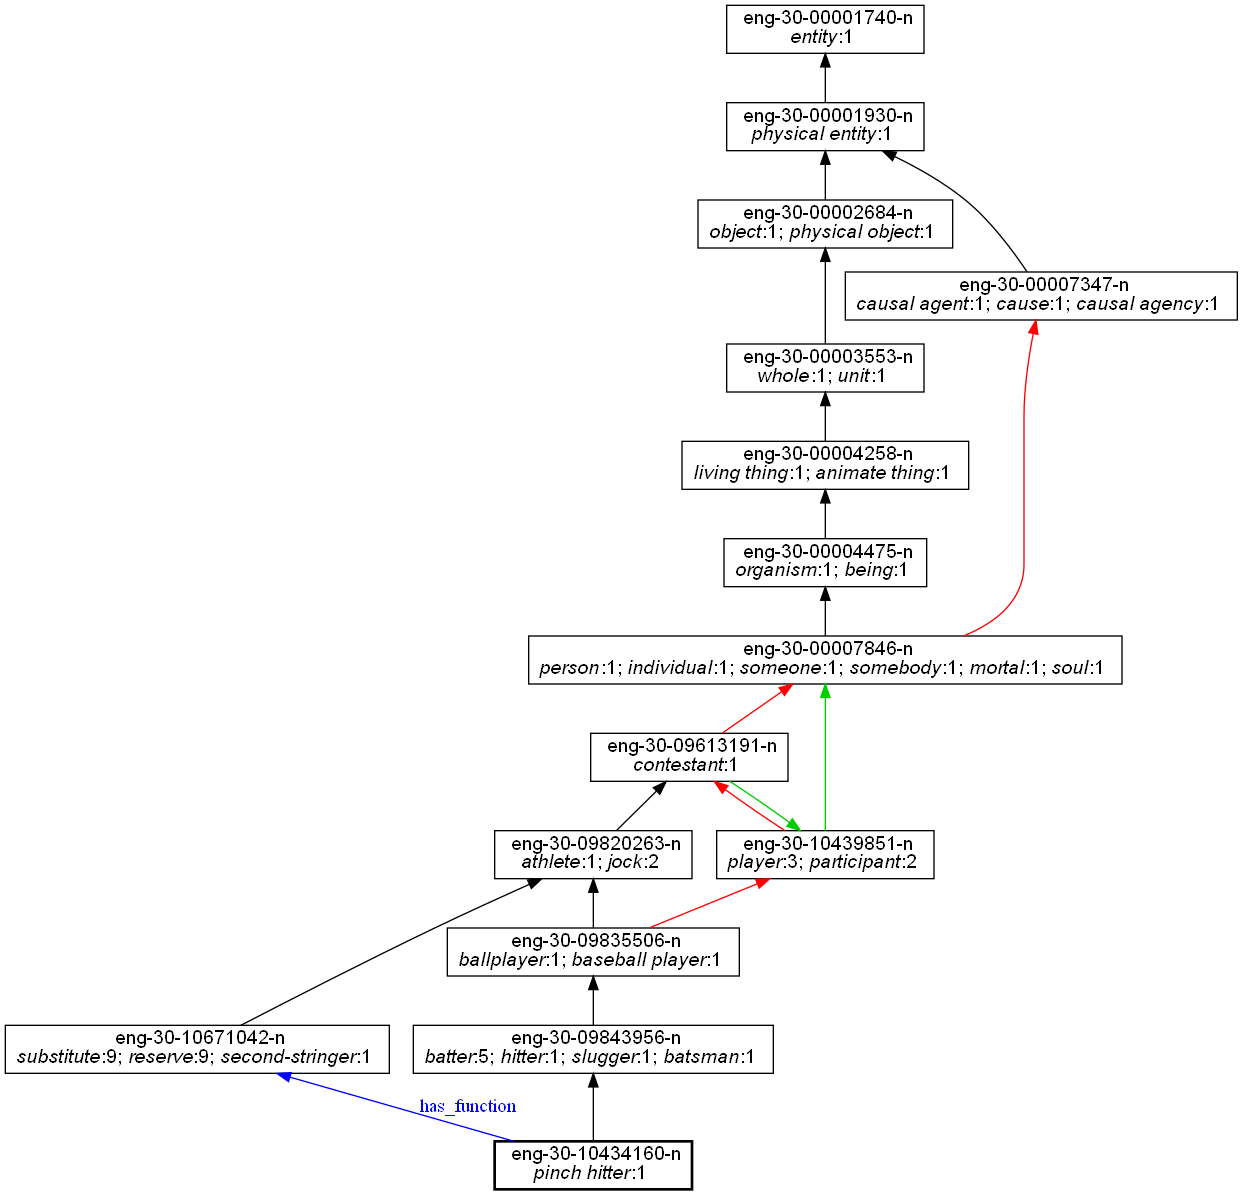 eng-30-00001740-n
entity:1
eng-30-00001930-n
physical entity:1
eng-30-00002684-n
object:1; physical object:1
eng-30-00007347-n
causal agent:1; cause:1; causal agency:1
eng-30-00003553-n
whole:1; unit:1
eng-30-00004258-n
living thing:1; animate thing:1
eng-30-00004475-n
organism:1; being:1
eng-30-00007846-n
person:1; individual:1; someone:1; somebody:1; mortal:1; soul:1
eng-30-09613191-n
contestant:1
eng-30-09820263-n
athlete:1; jock:2
eng-30-10439851-n
player:3; participant:2
eng-30-09835506-n
ballplayer:1; baseball player:1
eng-30-10671042-n
substitute:9; reserve:9; second-stringer:1
eng-30-09843956-n
batter:5; hitter:1; slugger:1; batsman:1
has_function
eng-30-10434160-n
pinch hitter:1